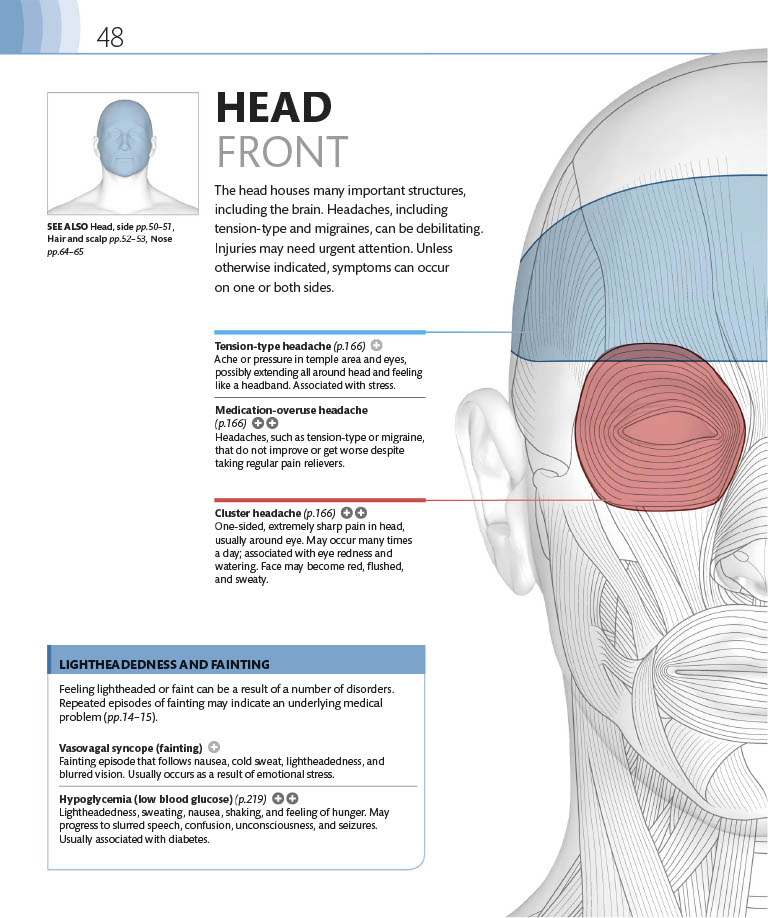 48
HEAD
FRONT
The head houses many important structures,
including the brain. Headaches, including
tension-type and migraines, can be debilitating.
Injuries may need urgent attention. Unless
otherwise indicated, symptoms can occur
on one or both sides.
SEE ALSO Head, side pp.50–51,
Hair and scalp pp.52–53, Nose
pp.64–65
Tension-type headache (p.166)
Ache or pressure in temple area and eyes,
possibly extending all around head and feeling
like a headband. Associated with stress.
Medication-overuse headache
(p.166)
Headaches, such as tension-type or migraine,
that do not improve or get worse despite
taking regular pain relievers.
Cluster headache (p.166)
One-sided, extremely sharp pain in head,
usually around eye. May occur many times
a day; associated with eye redness and
watering. Face may become red, flushed,
and sweaty.
LIGHTHEADEDNESS AND FAINTING
Feeling lightheaded or faint can be a result of a number of disorders.
Repeated episodes of fainting may indicate an underlying medical
problem (pp.14–15).
Vasovagal syncope (fainting)
Fainting episode that follows nausea, cold sweat, lightheadedness, and
blurred vision. Usually occurs as a result of emotional stress.
Hypoglycemia (low blood glucose) (p.219)
Lightheadedness, sweating, nausea, shaking, and feeling of hunger. May
progress to slurred speech, confusion, unconsciousness, and seizures.
Usually associated with diabetes.